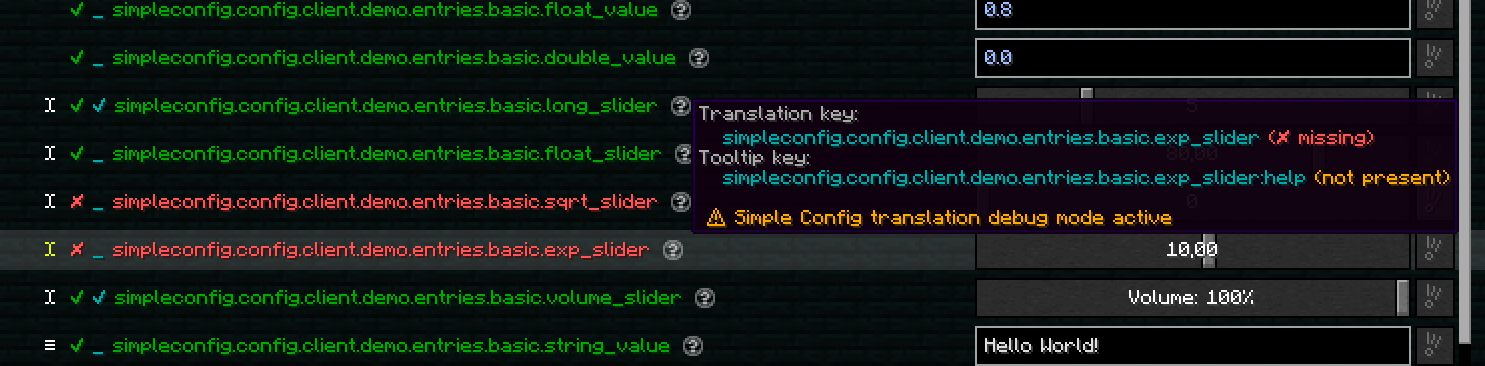 ✓ _ simpleconfig.config.client.demo.entries.basic.float_value ? 0.8
✓ _ simpleconfig.config.client.demo.entries.basic.double_value ? 0.0
✓ ✓ simpleconfig.config.client.demo.entries.basic.long_slider ? 5
Translation key:
simpleconfig.config.client.demo.entries.basic.exp_slider (✘ missing)
✓ _ simpleconfig.config.client.demo.entries.basic.float_slider ? 80,00
Tooltip key:
simpleconfig.config.client.demo.entries.basic.exp_slider:help (not present)
✘ _ simpleconfig.config.client.demo.entries.basic.sqrt_slider ? 0
⚠ Simple Config translation debug mode active
✘ _ simpleconfig.config.client.demo.entries.basic.exp_slider ? 10,00
✓ ✓ simpleconfig.config.client.demo.entries.basic.volume_slider ? Volume: 100%
✓ _ simpleconfig.config.client.demo.entries.basic.string_value ? Hello World!